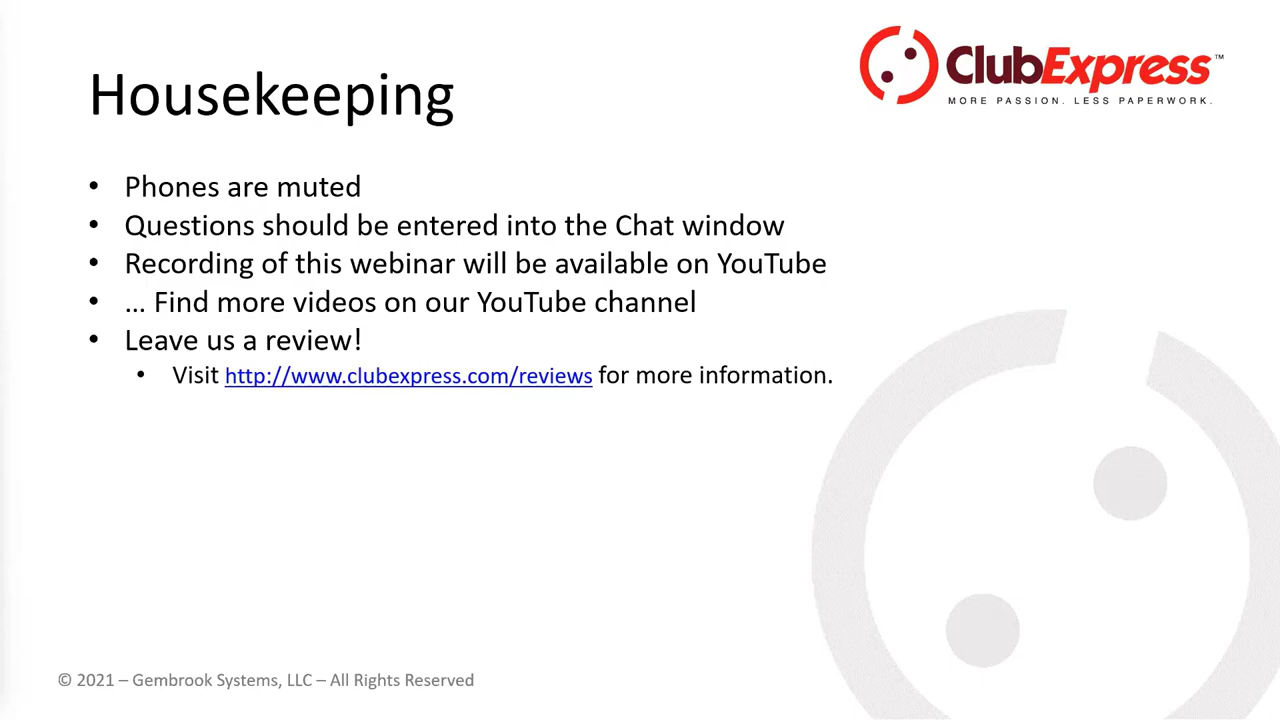 Housekeeping
ClubExpress™
MORE PASSION. LESS PAPERWORK.
• Phones are muted
• Questions should be entered into the Chat window
• Recording of this webinar will be available on YouTube
• … Find more videos on our YouTube channel
• Leave us a review!
• Visit http://www.clubexpress.com/reviews for more information.
© 2021 – Gembrook Systems, LLC – All Rights Reserved